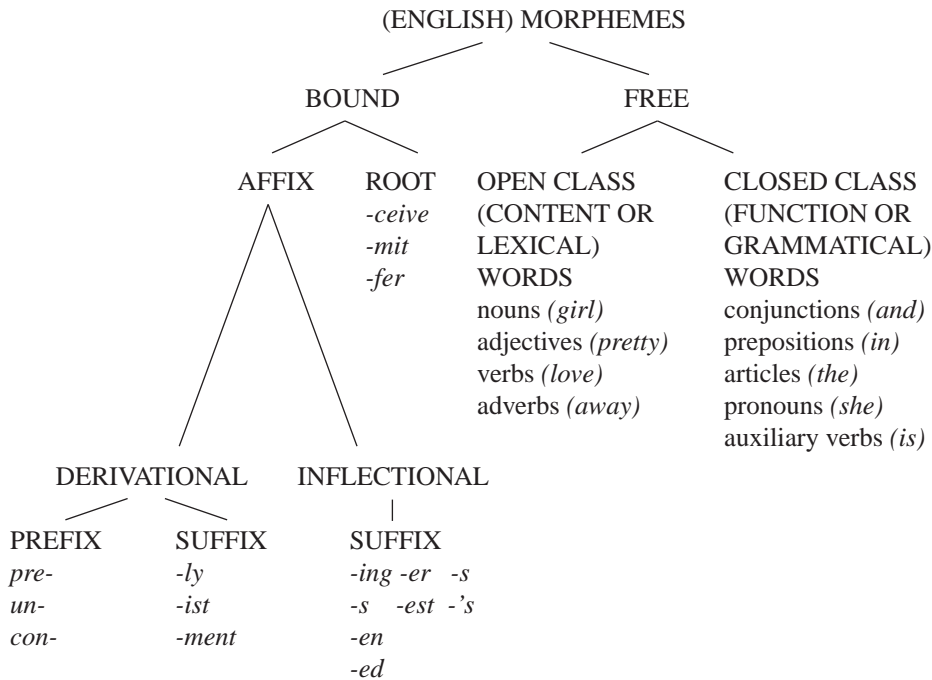 (ENGLISH) MORPHEMES
BOUND FREE
AFFIX ROOT OPEN CLASS CLOSED CLASS
-ceive (CONTENT OR (FUNCTION OR
-mit LEXICAL) GRAMMATICAL)
-fer WORDS WORDS
nouns (girl) conjunctions (and)
adjectives (pretty) prepositions (in)
verbs (love) articles (the)
adverbs (away) pronouns (she)
auxiliary verbs (is)
DERIVATIONAL INFLECTIONAL
PREFIX SUFFIX SUFFIX
pre- -ly -ing -er -s
un- -ist -s -est -'s
con- -ment -en
-ed